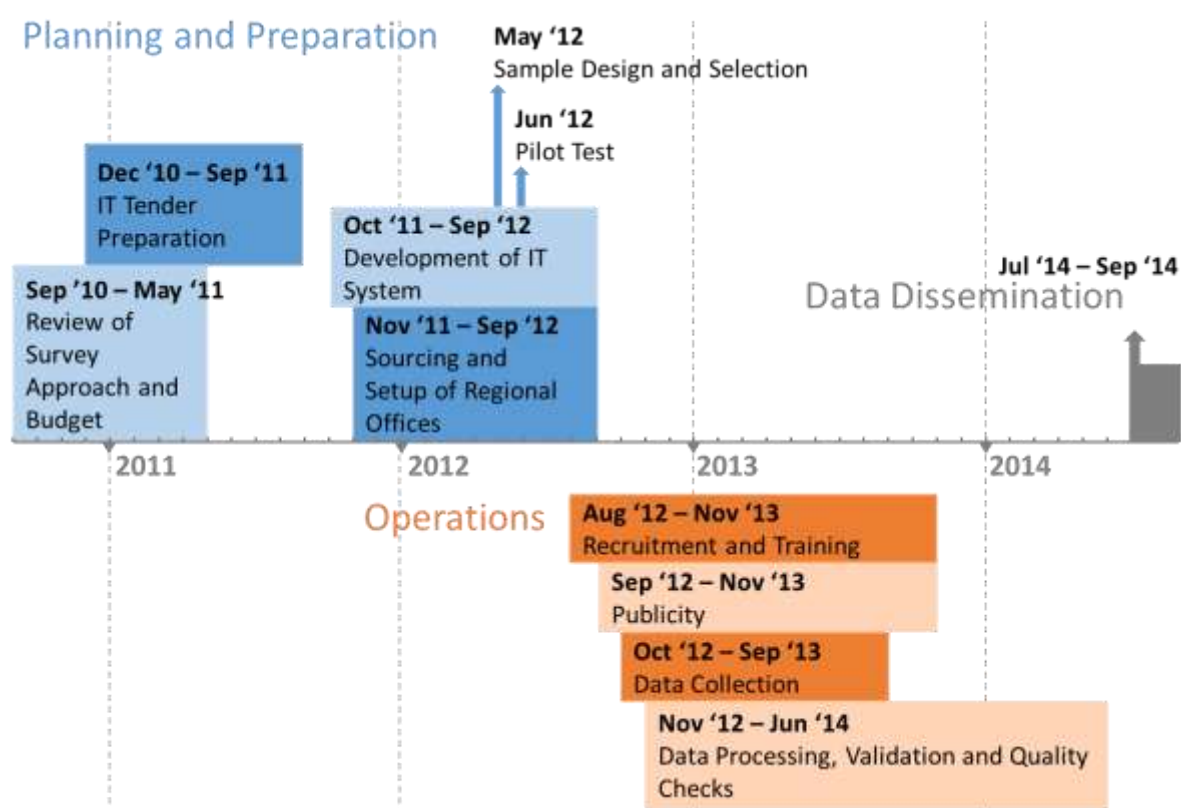 Planning and Preparation
May ‘12
Sample Design and Selection
Jun ‘12
Pilot Test
Dec ‘10 – Sep ‘11
IT Tender
Preparation
Sep ’10 – May ’11
Review of
Survey
Approach and
Budget
Oct ‘11 – Sep ‘12
Development of IT
System
Nov ‘11 – Sep ‘12
Sourcing and
Setup of Regional
Offices
Jul ‘14 – Sep ‘14
Data Dissemination
2011
2012
2013
2014
Operations
Aug ‘12 – Nov ‘13
Recruitment and Training
Sep ‘12 – Nov ‘13
Publicity
Oct ‘12 – Sep ‘13
Data Collection
Nov ‘12 – Jun ‘14
Data Processing, Validation and Quality
Checks